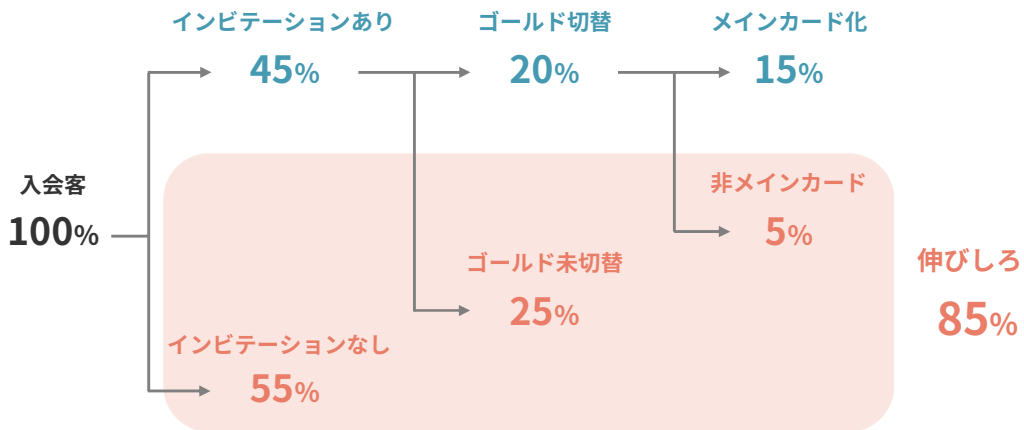 インビテーションあり
45%
ゴールド切替
20%
メインカード化
15%
入会客
100%
非メインカード
5%
ゴールド未切替
25%
インビテーションなし
55%
伸びしろ
85%